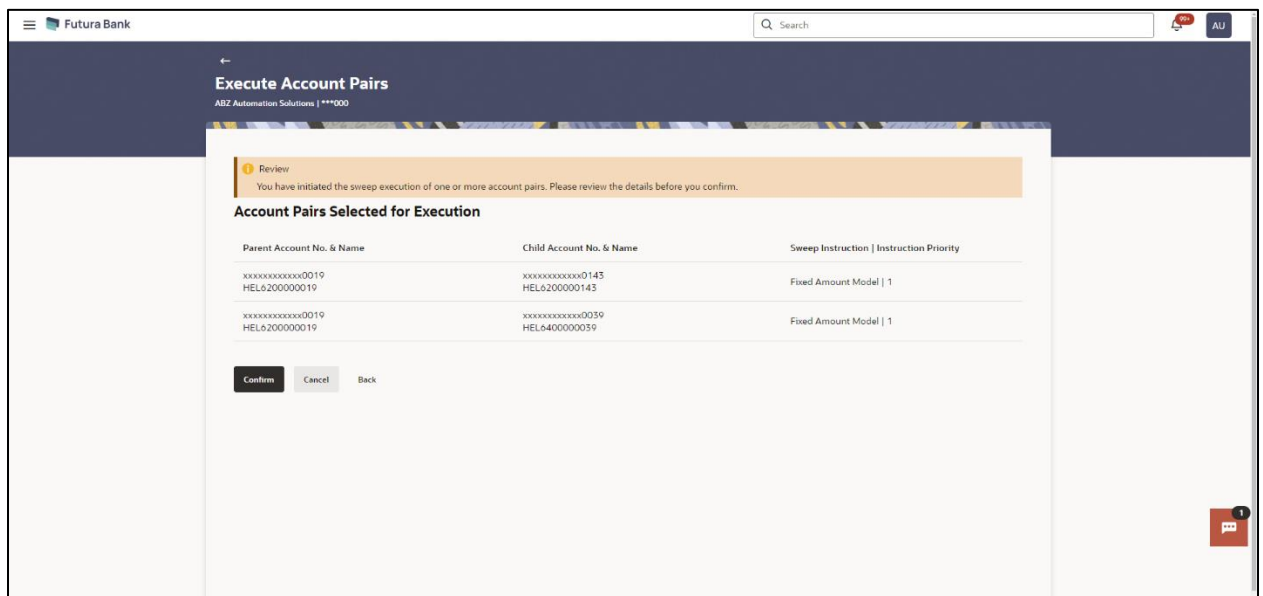 Futura Bank
Search
99+
AU
Execute Account Pairs
ABZ Automation Solutions | ***000
Review
You have initiated the sweep execution of one or more account pairs. Please review the details before you confirm.
Account Pairs Selected for Execution
Parent Account No. & Name Child Account No. & Name Sweep Instruction | Instruction Priority
xxxxxxxxxxxx0019 xxxxxxxxxxxx0143
HEL6200000019 HEL6200000143 Fixed Amount Model | 1
xxxxxxxxxxxx0019 xxxxxxxxxxxx0039
HEL6200000019 HEL6400000039 Fixed Amount Model | 1
Confirm Cancel Back
1